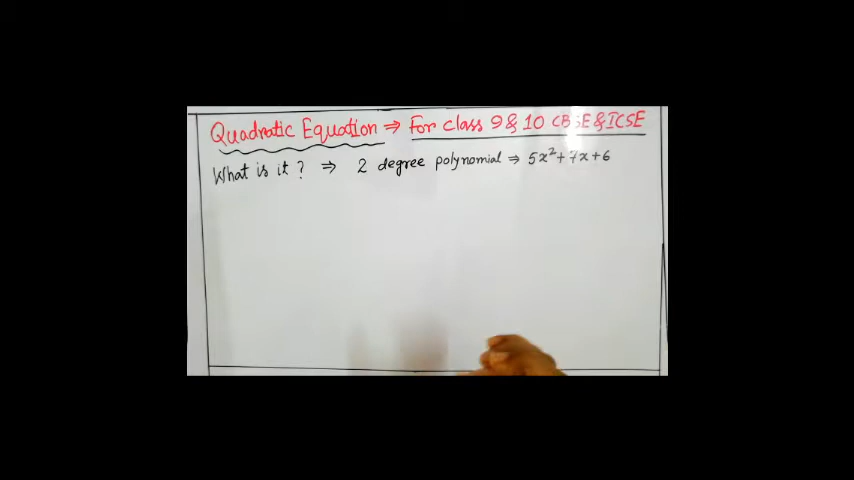 Quadratic Equation ⇒ For class 9 & 10 CBSE & ICSE
What is it? ⇒ 2 degree polynomial ⇒ 5x²+7x+6